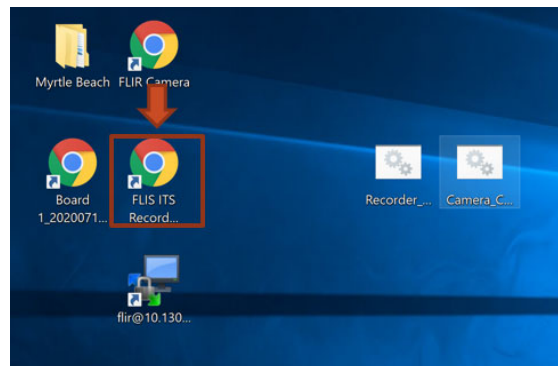 Myrtle Beach
FLIR Camera
Board
1_2020071...
FLIS ITS
Record...
Recorder_...
Camera_C...
flir@10.130...